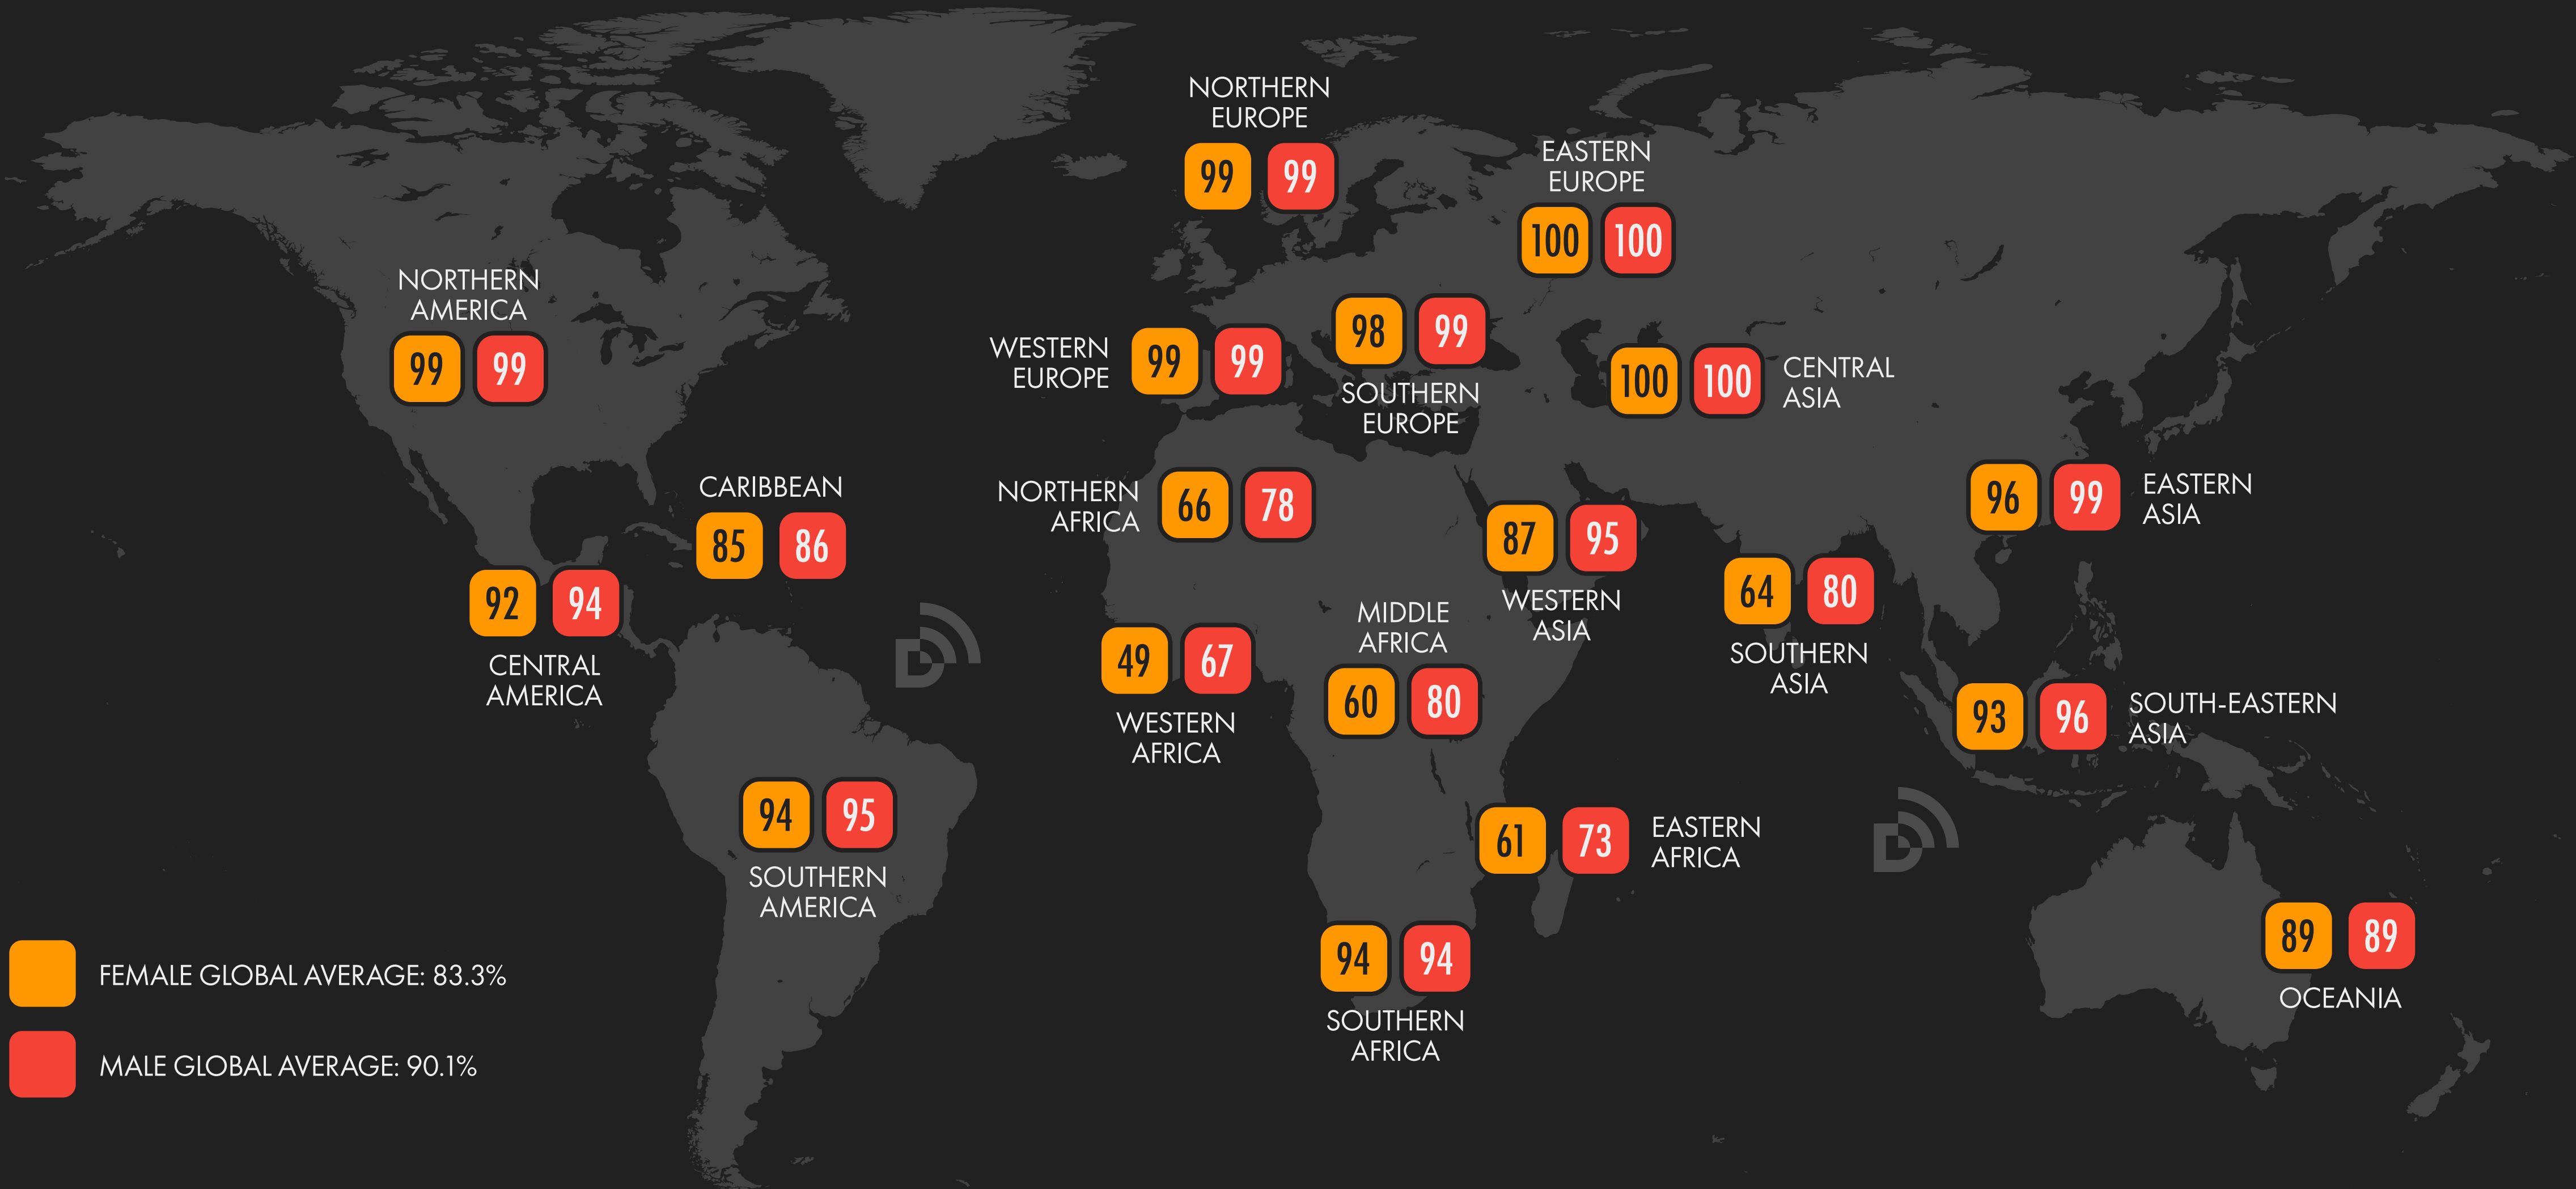 NORTHERN
EUROPE
99 99
EASTERN
EUROPE
100 100
NORTHERN
AMERICA
99 99
WESTERN
EUROPE
99 99
98 99
SOUTHERN
EUROPE
100 100
CENTRAL
ASIA
CARIBBEAN
85 86
NORTHERN
AFRICA
66 78
87 95
WESTERN
ASIA
96 99
EASTERN
ASIA
92 94
CENTRAL
AMERICA
64 80
SOUTHERN
ASIA
49 67
WESTERN
AFRICA
MIDDLE
AFRICA
60 80
93 96
SOUTH-EASTERN
ASIA
94 95
SOUTHERN
AMERICA
61 73
EASTERN
AFRICA
94 94
SOUTHERN
AFRICA
89 89
OCEANIA
FEMALE GLOBAL AVERAGE: 83.3%
MALE GLOBAL AVERAGE: 90.1%